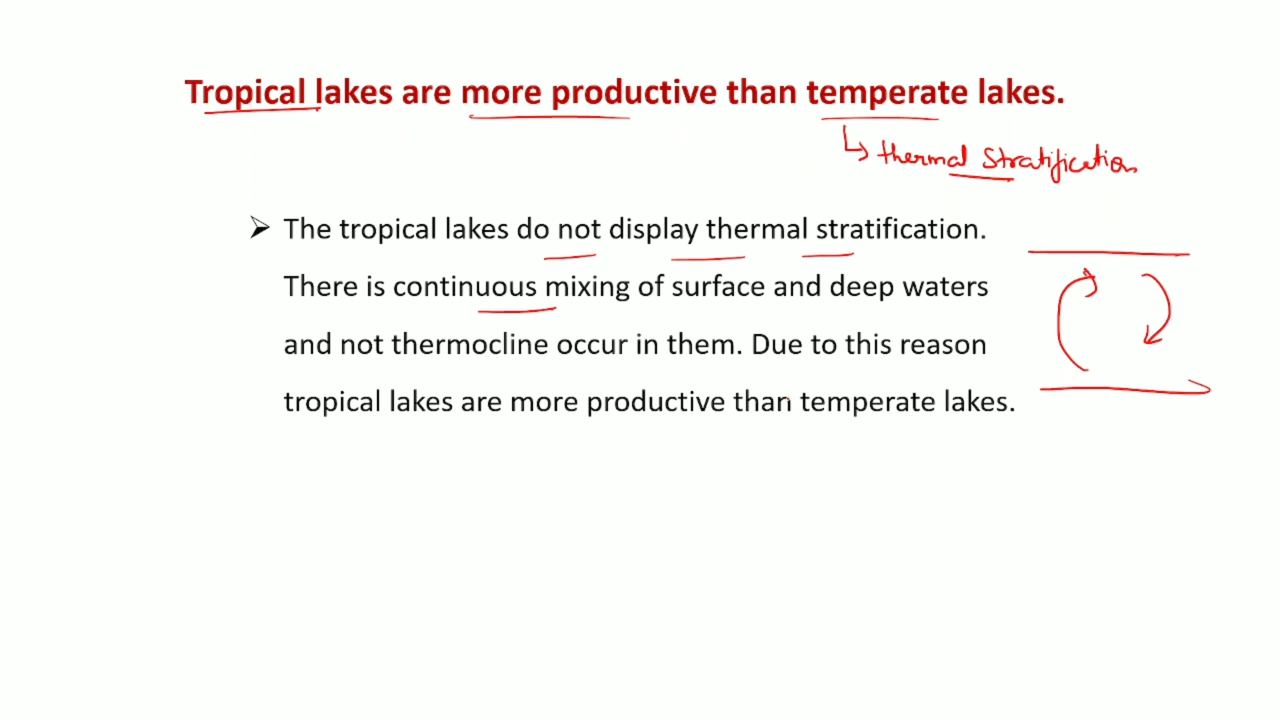 Tropical lakes are more productive than temperate lakes.
thermal stratification
➢ The tropical lakes do not display thermal stratification.
There is continuous mixing of surface and deep waters
and not thermocline occur in them. Due to this reason
tropical lakes are more productive than temperate lakes.